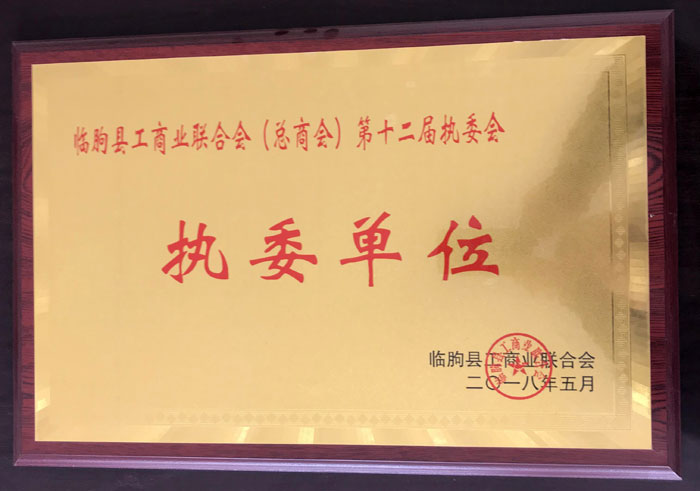 临朐县工商业联合会（总商会）第十二届执委会
执委单位
临朐县工商业联合会
二〇一八年五月